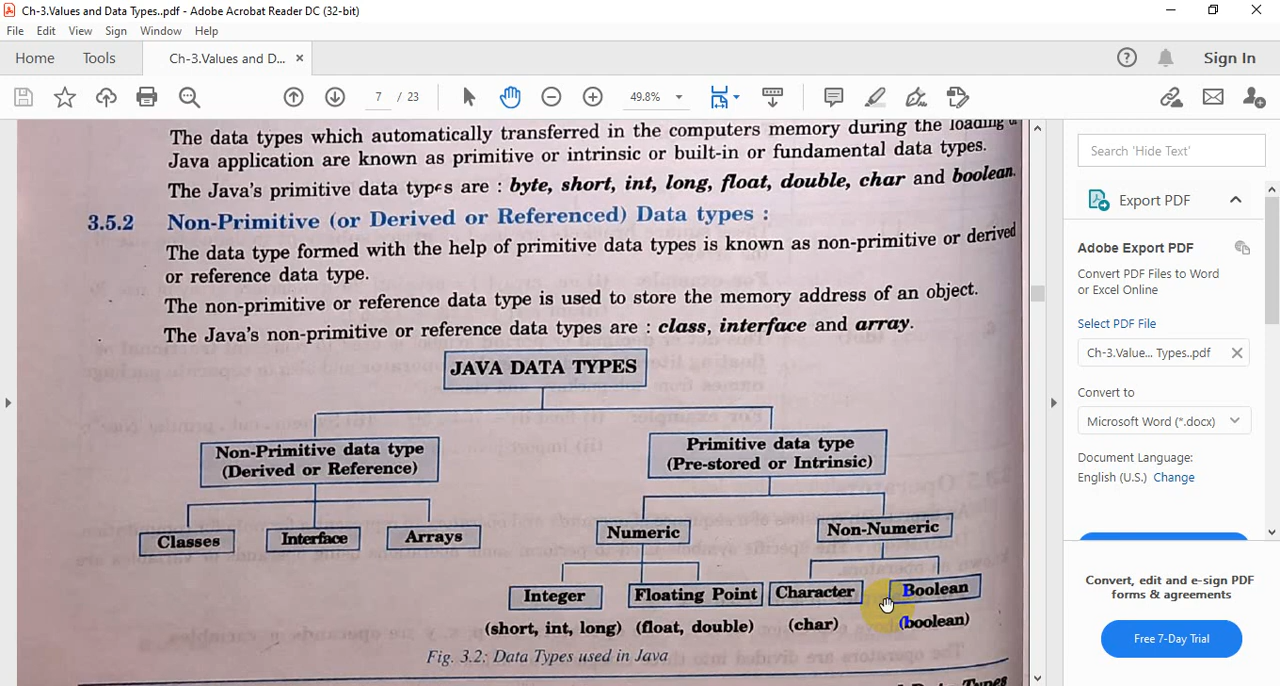 Ch-3.Values and Data Types..pdf - Adobe Acrobat Reader DC (32-bit)
File Edit View Sign Window Help
Home Tools Ch-3.Values and D... × Sign In
7 / 23 49.8%
The data types which automatically transferred in the computers memory during the loading of
Java application are known as primitive or intrinsic or built-in or fundamental data types.
The Java's primitive data types are : byte, short, int, long, float, double, char and boolean.
3.5.2 Non-Primitive (or Derived or Referenced) Data types :
The data type formed with the help of primitive data types is known as non-primitive or derived
or reference data type.
The non-primitive or reference data type is used to store the memory address of an object.
The Java's non-primitive or reference data types are : class, interface and array.
JAVA DATA TYPES
Non-Primitive data type
(Derived or Reference)
Primitive data type
(Pre-stored or Intrinsic)
Classes Interface Arrays Numeric Non-Numeric
Integer Floating Point Character Boolean
(short, int, long) (float, double) (char) (boolean)
Fig. 3.2: Data Types used in Java
Types
Search 'Hide Text'
Export PDF
Adobe Export PDF
Convert PDF Files to Word
or Excel Online
Select PDF File
Ch-3.Value... Types..pdf
Convert to
Microsoft Word (*.docx)
Document Language:
English (U.S.) Change
Convert, edit and e-sign PDF
forms & agreements
Free 7-Day Trial